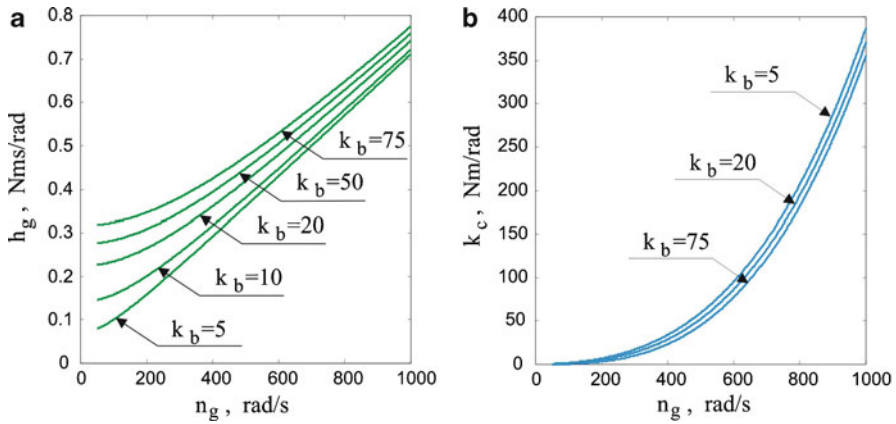 a
0.8
0.7
0.6
0.5
0.4
0.3
0.2
0.1
0
h g , Nms/rad
k b =75
k b =50
k b =20
k b =10
k b =5
0 200 400 600 800 1000
n g , rad/s
b
400
350
300
250
200
150
100
50
0
k c , Nm/rad
k b =5
k b =20
k b =75
0 200 400 600 800 1000
n g , rad/s